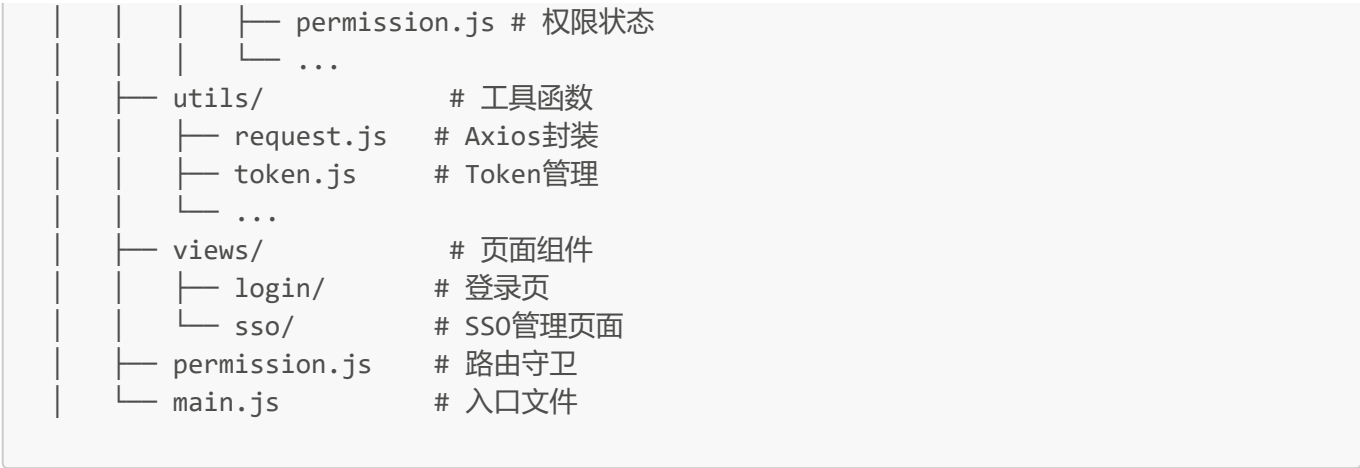 │   │   │   ├── permission.js # 权限状态
│   │   │   └── ...
│   ├── utils/           # 工具函数
│   │   ├── request.js   # Axios封装
│   │   ├── token.js     # Token管理
│   │   └── ...
│   ├── views/           # 页面组件
│   │   ├── login/       # 登录页
│   │   └── sso/         # SSO管理页面
│   ├── permission.js    # 路由守卫
│   └── main.js          # 入口文件